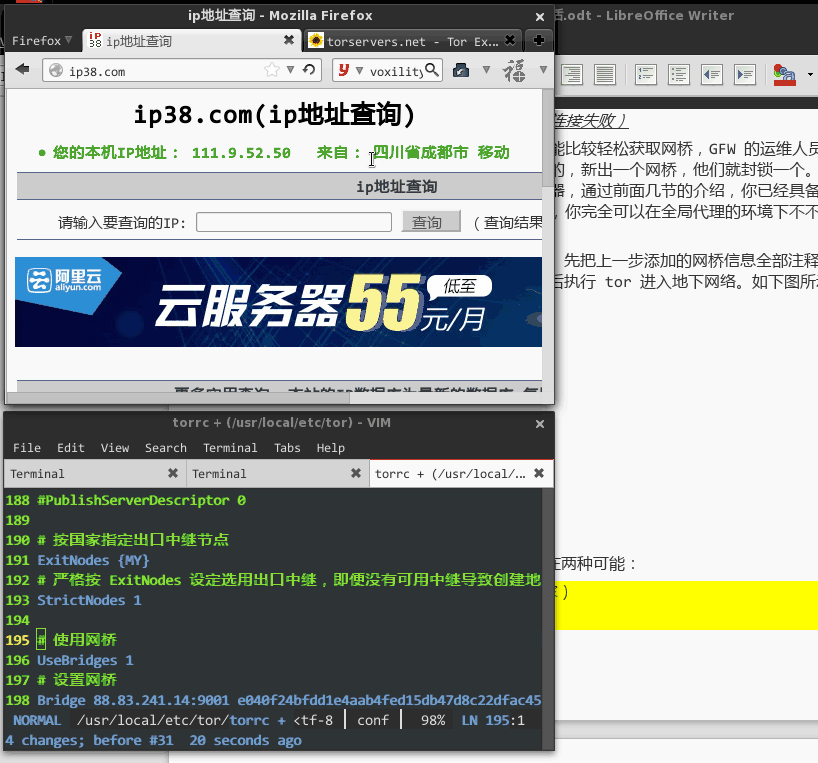 ip地址查询 - Mozilla Firefox
.odt - LibreOffice Writer
Firefox
ip地址查询
torservers.net - Tor Ex...
ip38.com
voxility
ip38.com(ip地址查询)
您的本机IP地址： 111.9.52.50 来自： 四川省成都市 移动
ip地址查询
请输入要查询的IP:
查询
（查询结果
阿里云
aliyun.com
云服务器55元/月
低至
连接失败）
能比较轻松获取网桥，GFW 的运维人员
的，新出一个网桥，他们就封锁一个。
器，通过前面几节的介绍，你已经具备
，你完全可以在全局代理的环境下不不
先把上一步添加的网桥信息全部注释
后执行 tor 进入地下网络。如下图所
在两种可能：
torrc + (/usr/local/etc/tor) - VIM
File Edit View Search Terminal Tabs Help
Terminal
Terminal
torrc + (/usr/local/...
188 #PublishServerDescriptor 0
189
190 # 按国家指定出口中继节点
191 ExitNodes {MY}
192 # 严格按 ExitNodes 设定选用出口中继，即便没有可用中继导致创建地
193 StrictNodes 1
194
195 # 使用网桥
196 UseBridges 1
197 # 设置网桥
198 Bridge 88.83.241.14:9001 e040f24bfdd1e4aab4fed15db47d8c22dfac45
NORMAL /usr/local/etc/tor/torrc + <tf-8 conf 98% LN 195:1
4 changes; before #31 20 seconds ago